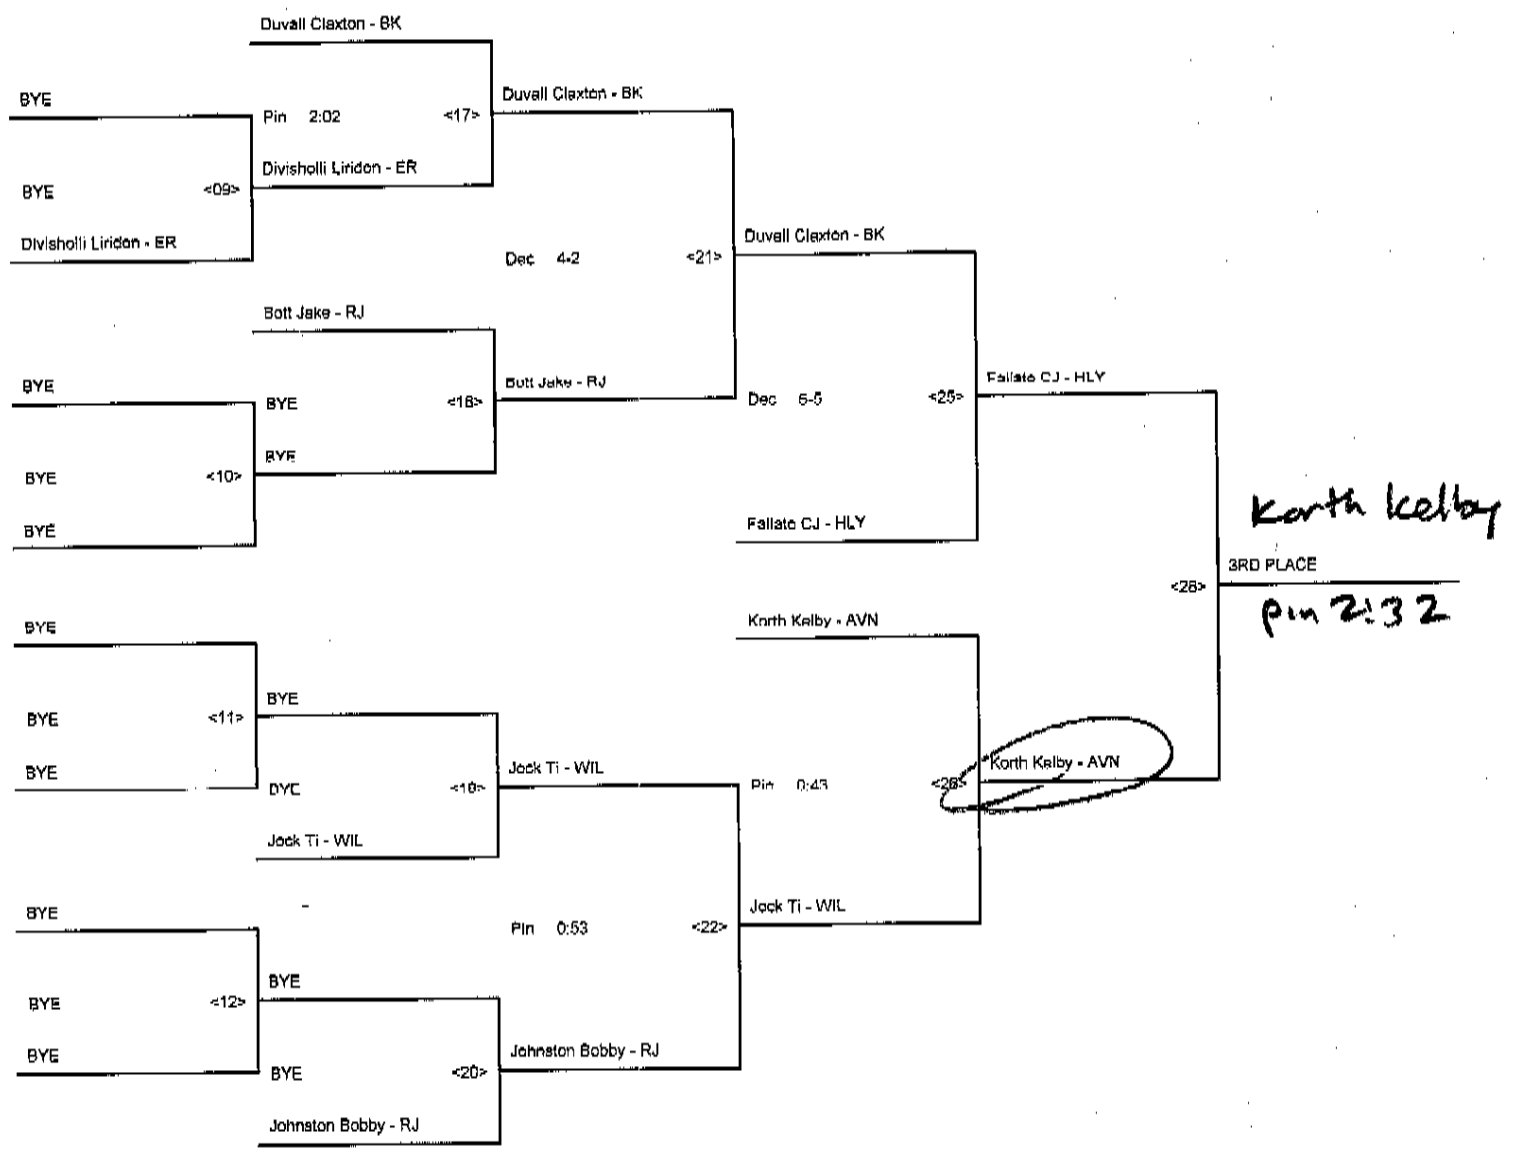 Duvall Claxton - BK
BYE
Pin 2:02 <17>
Duvall Claxton - BK
BYE <09>
Divisholli Liridon - ER
Divisholli Liridon - ER
Dec 4-2 <21>
Duvall Claxton - BK
Bott Jake - RJ
BYE
BYE <18>
Bott Jake - RJ
BYE <10>
BYE
BYE
Dec 6-5 <25>
Fallato CJ - HLY
Fallato CJ - HLY
Korth Kelby
3RD PLACE
<28>
pin 2:32
Korth Kelby - AVN
BYE
BYE <11>
BYE
BYE
BYE <19>
Jock Ti - WIL
Jock Ti - WIL
Pin 0:43 <26>
Korth Kelby - AVN
BYE
Pin 0:53 <22>
Jock Ti - WIL
BYE <12>
BYE
BYE
BYE <20>
Johnston Bobby - RJ
Johnston Bobby - RJ